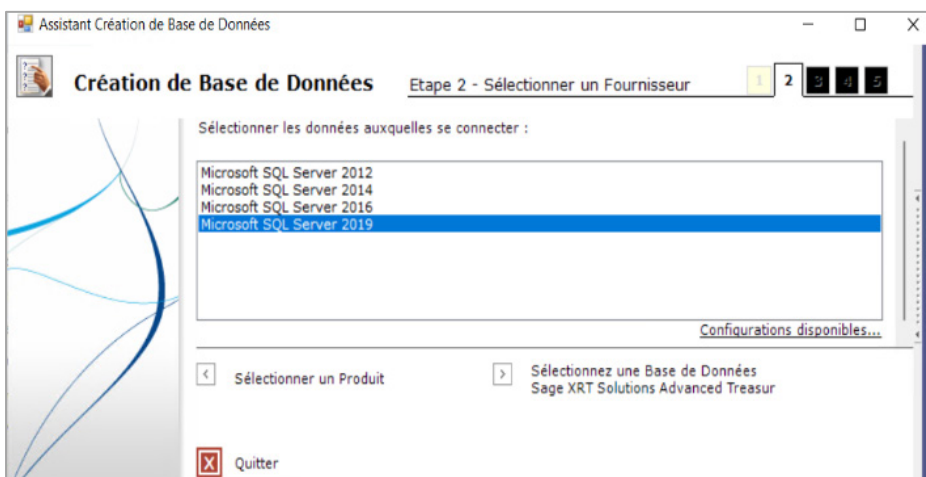 Assistant Création de Base de Données
Création de Base de Données
Etape 2 - Sélectionner un Fournisseur
1 2 3 4 5
Sélectionner les données auxquelles se connecter :
Microsoft SQL Server 2012
Microsoft SQL Server 2014
Microsoft SQL Server 2016
Microsoft SQL Server 2019
Configurations disponibles...
Sélectionner un Produit
Sélectionnez une Base de Données
Sage XRT Solutions Advanced Treasur
Quitter